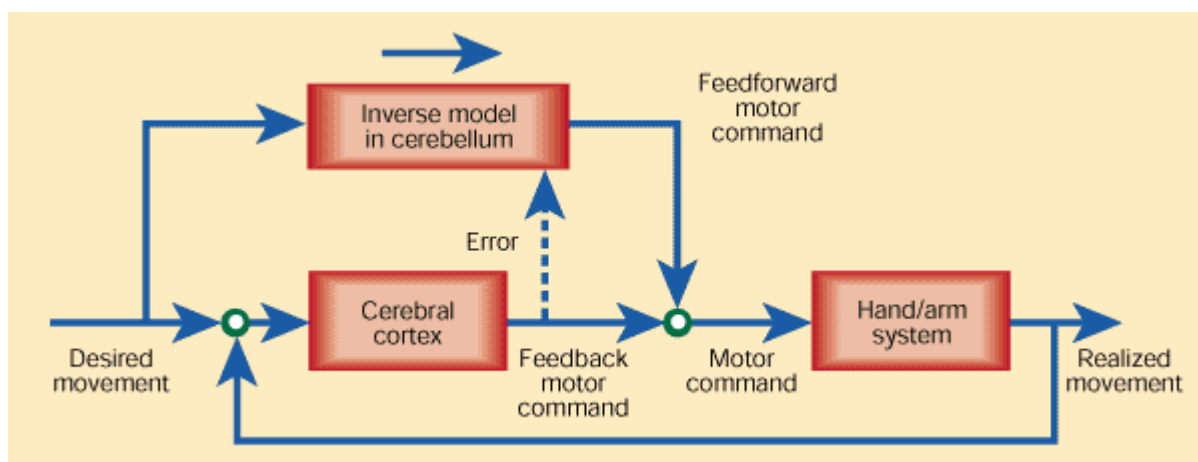 Inverse model
in cerebellum
Feedforward
motor
command
Error
Cerebral
cortex
Hand/arm
system
Desired
movement
Feedback
motor
command
Motor
command
Realized
movement